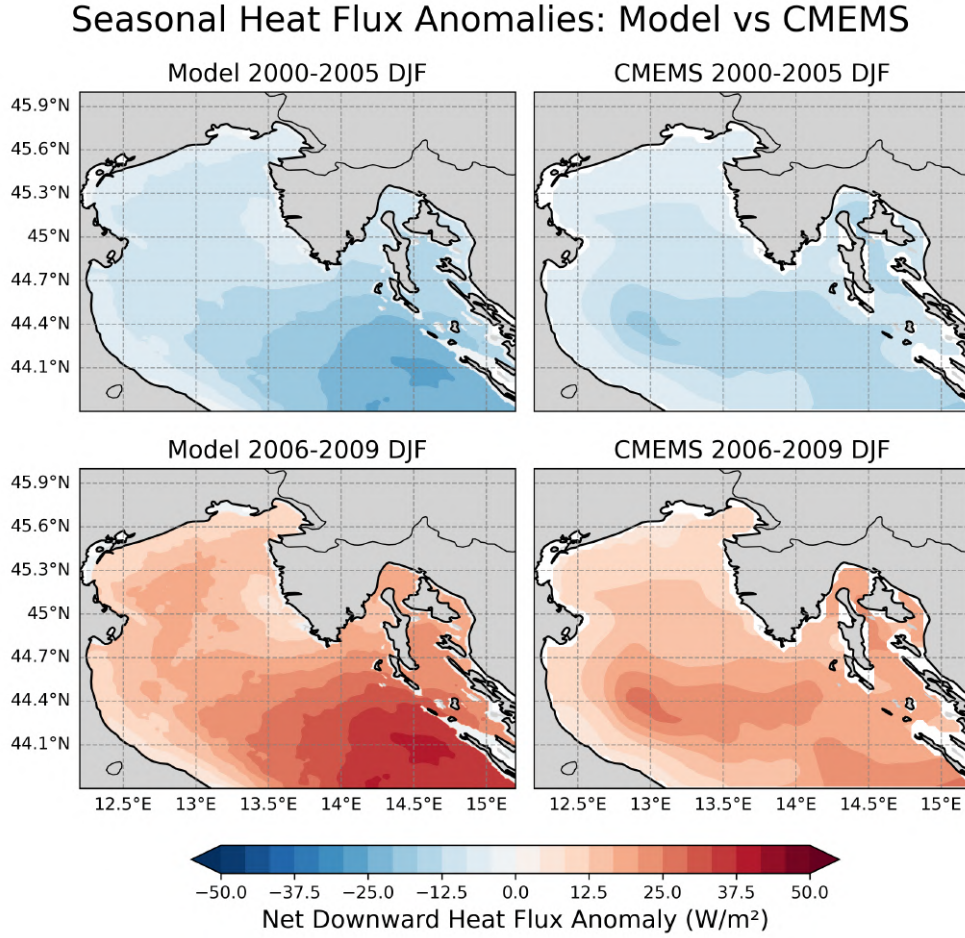 Seasonal Heat Flux Anomalies: Model vs CMEMS
Model 2000-2005 DJF
CMEMS 2000-2005 DJF
45.9°N
45.6°N
45.3°N
45°N
44.7°N
44.4°N
44.1°N
Model 2006-2009 DJF
CMEMS 2006-2009 DJF
45.9°N
45.6°N
45.3°N
45°N
44.7°N
44.4°N
44.1°N
12.5°E 13°E 13.5°E 14°E 14.5°E 15°E
12.5°E 13°E 13.5°E 14°E 14.5°E 15°E
−50.0 −37.5 −25.0 −12.5 0.0 12.5 25.0 37.5 50.0
Net Downward Heat Flux Anomaly (W/m²)